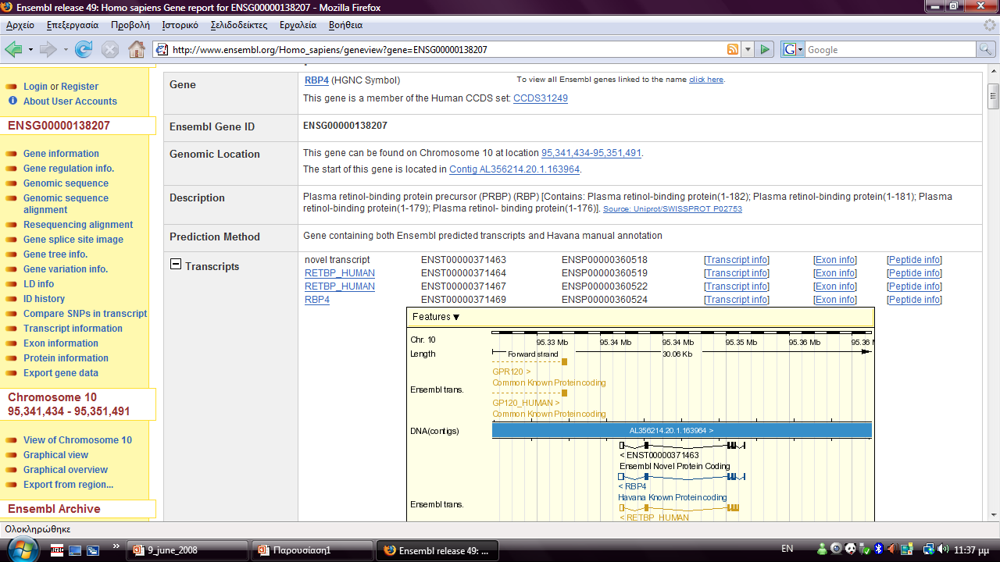 Ensembl release 49: Homo sapiens Gene report for ENSG00000138207 - Mozilla Firefox
Αρχείο Επεξεργασία Προβολή Ιστορικό Σελιδοδείκτες Εργαλεία Βοήθεια
http://www.ensembl.org/Homo_sapiens/geneview?gene=ENSG00000138207
Google
Login or Register
About User Accounts
ENSG00000138207
Gene information
Gene regulation info.
Genomic sequence
Genomic sequence
alignment
Resequencing alignment
Gene splice site image
Gene tree info.
Gene variation info.
LD info
ID history
Compare SNPs in transcript
Transcript information
Exon information
Protein information
Export gene data
Chromosome 10
95,341,434 - 95,351,491
View of Chromosome 10
Graphical view
Graphical overview
Export from region...
Ensembl Archive
Gene RBP4 (HGNC Symbol) To view all Ensembl genes linked to the name click here.
This gene is a member of the Human CCDS set: CCDS31249
Ensembl Gene ID ENSG00000138207
Genomic Location This gene can be found on Chromosome 10 at location 95,341,434-95,351,491.
The start of this gene is located in Contig AL356214.20.1.163964.
Description Plasma retinol-binding protein precursor (PRBP) (RBP) [Contains: Plasma retinol-binding protein(1-182); Plasma retinol-binding protein(1-181); Plasma
retinol-binding protein(1-179); Plasma retinol- binding protein(1-176)]. Source: Uniprot/SWISSPROT P02753
Prediction Method Gene containing both Ensembl predicted transcripts and Havana manual annotation
Transcripts
novel transcript ENST00000371463 ENSP00000360518 [Transcript info] [Exon info] [Peptide info]
RETBP_HUMAN ENST00000371464 ENSP00000360519 [Transcript info] [Exon info] [Peptide info]
RETBP_HUMAN ENST00000371467 ENSP00000360522 [Transcript info] [Exon info] [Peptide info]
RBP4 ENST00000371469 ENSP00000360524 [Transcript info] [Exon info] [Peptide info]
Features ▼
Chr. 10 95.33 Mb 95.34 Mb 95.34 Mb 95.35 Mb 95.36 Mb 95.36 M
Length Forward strand 30.06 Kb
GPR120 >
Common Known Protein coding
Ensembl trans.
GP120_HUMAN >
Common Known Protein coding
DNA(contigs) AL356214.20.1.163964 >
< ENST00000371463
Ensembl Novel Protein Coding
< RBP4
Havana Known Protein coding
Ensembl trans.
< RETBP_HUMAN
Ολοκληρώθηκε
9_june_2008 Παρουσίαση1 Ensembl release 49: ... EN 11:37 μμ